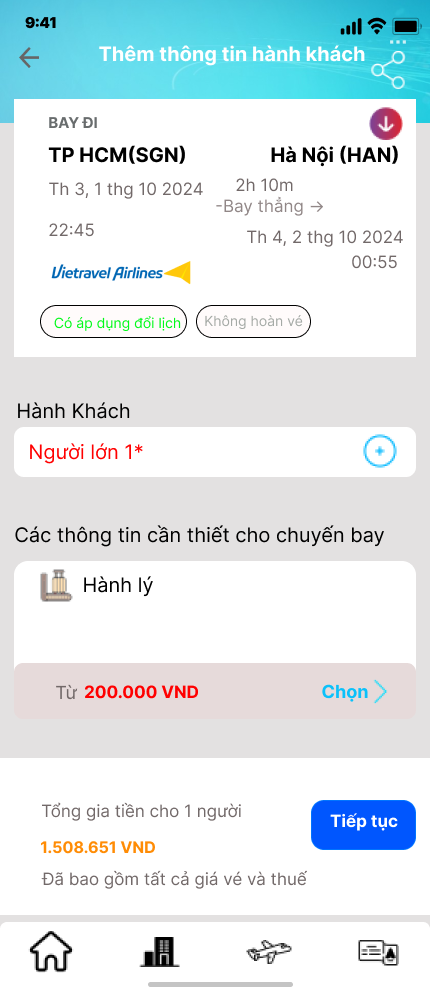 9:41
Thêm thông tin hành khách
BAY ĐI
TP HCM(SGN)
Hà Nội (HAN)
Th 3, 1 thg 10 2024
2h 10m
-Bay thẳng →
22:45
Th 4, 2 thg 10 2024
00:55
Vietravel Airlines
Có áp dụng đổi lịch
Không hoàn vé
Hành Khách
Người lớn 1*
Các thông tin cần thiết cho chuyến bay
Hành lý
Từ 200.000 VND
Chọn
Tổng gia tiền cho 1 người
1.508.651 VND
Tiếp tục
Đã bao gồm tất cả giá vé và thuế